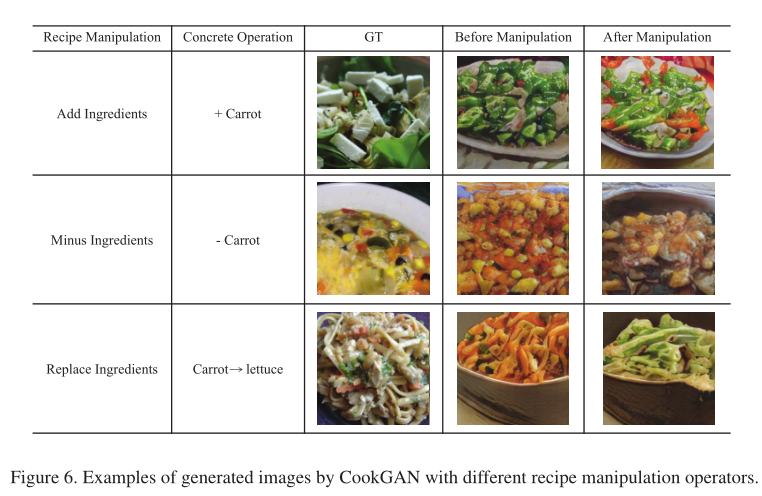 Recipe Manipulation Concrete Operation GT Before Manipulation After Manipulation
Add Ingredients + Carrot
Minus Ingredients - Carrot
Replace Ingredients Carrot→ lettuce
Figure 6. Examples of generated images by CookGAN with different recipe manipulation operators.